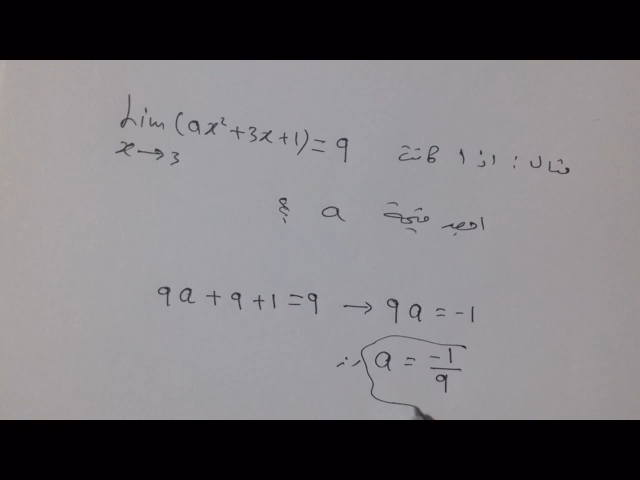 مثال : اذا كانت Lim (ax²+3x+1) = 9
x→3
اوجد قيمة a ؟
9a + 9 + 1 = 9 → 9a = -1
∴ a = -1/9